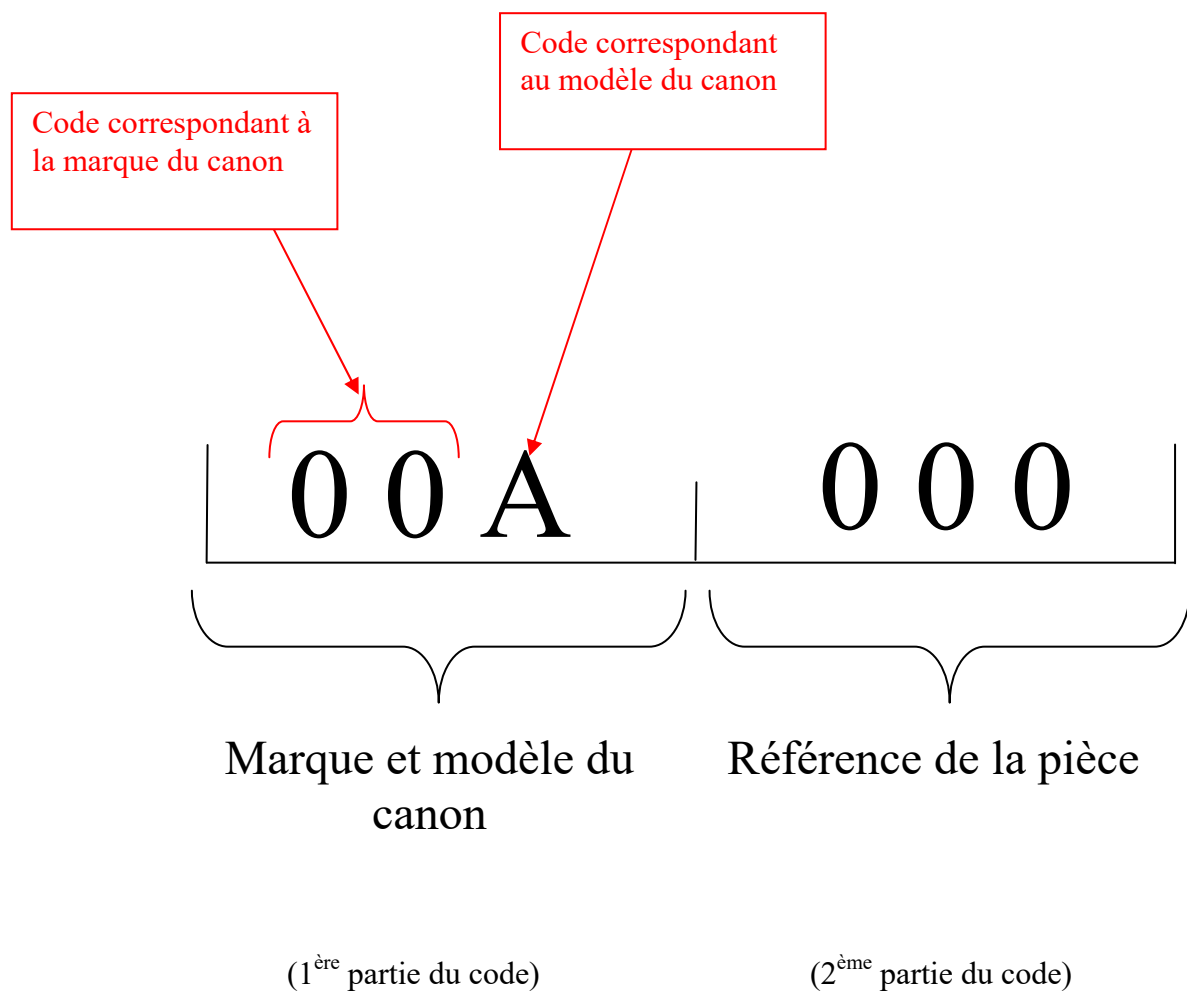 Code correspondant
au modèle du canon
Code correspondant à
la marque du canon
0 0 A 0 0 0
Marque et modèle du
canon
Référence de la pièce
(1ère partie du code)
(2ème partie du code)